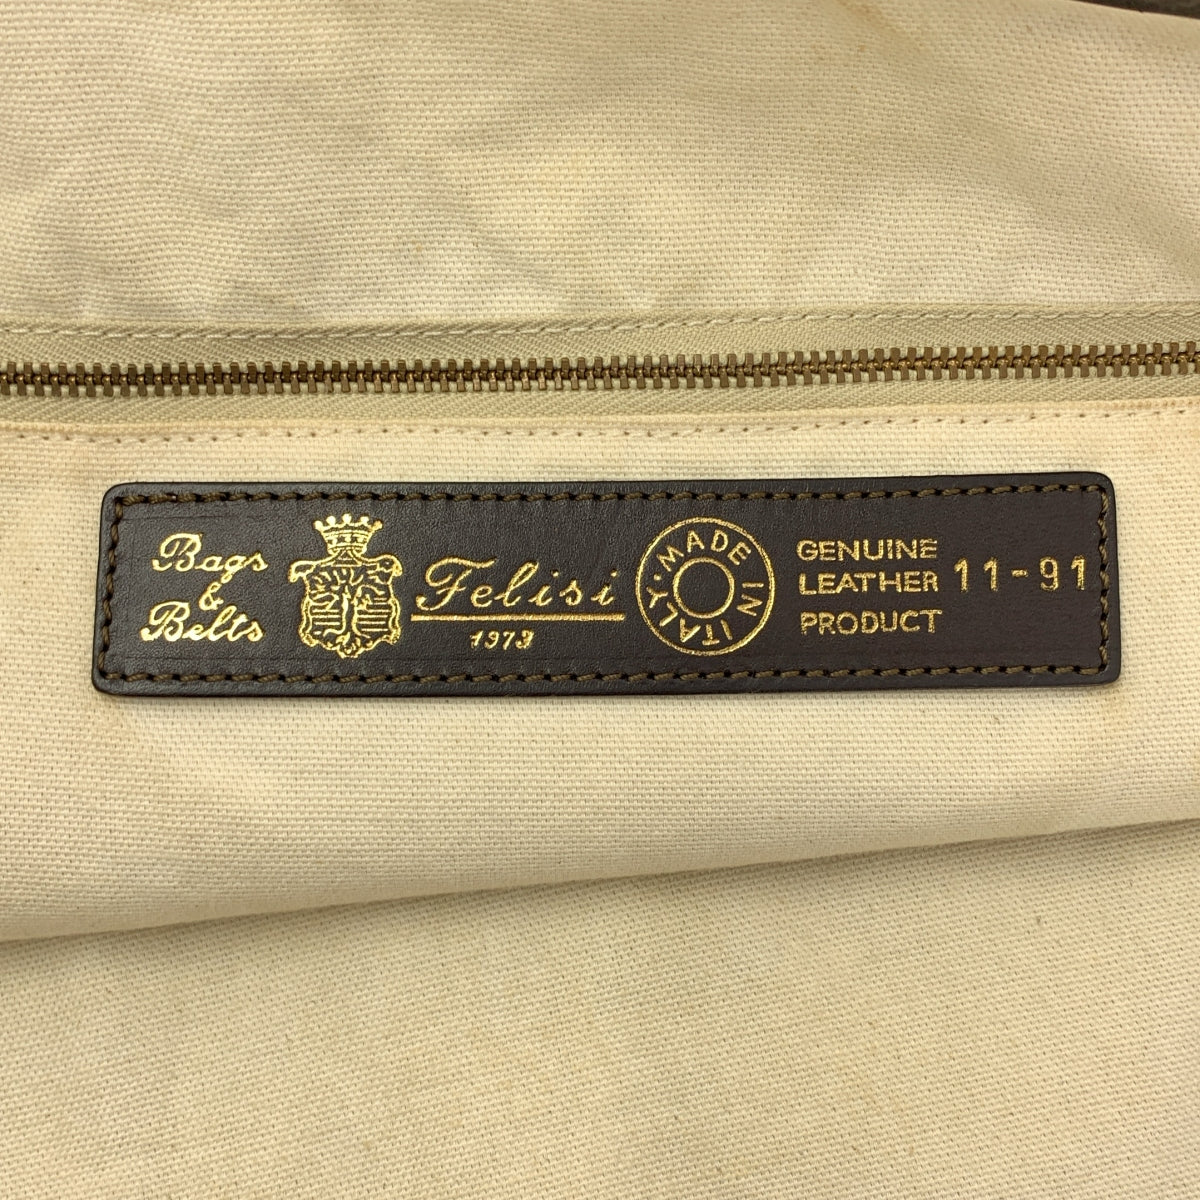 Bags
&
Belts
Felisi
1973
MADE IN ITALY
GENUINE
LEATHER
PRODUCT
11-91